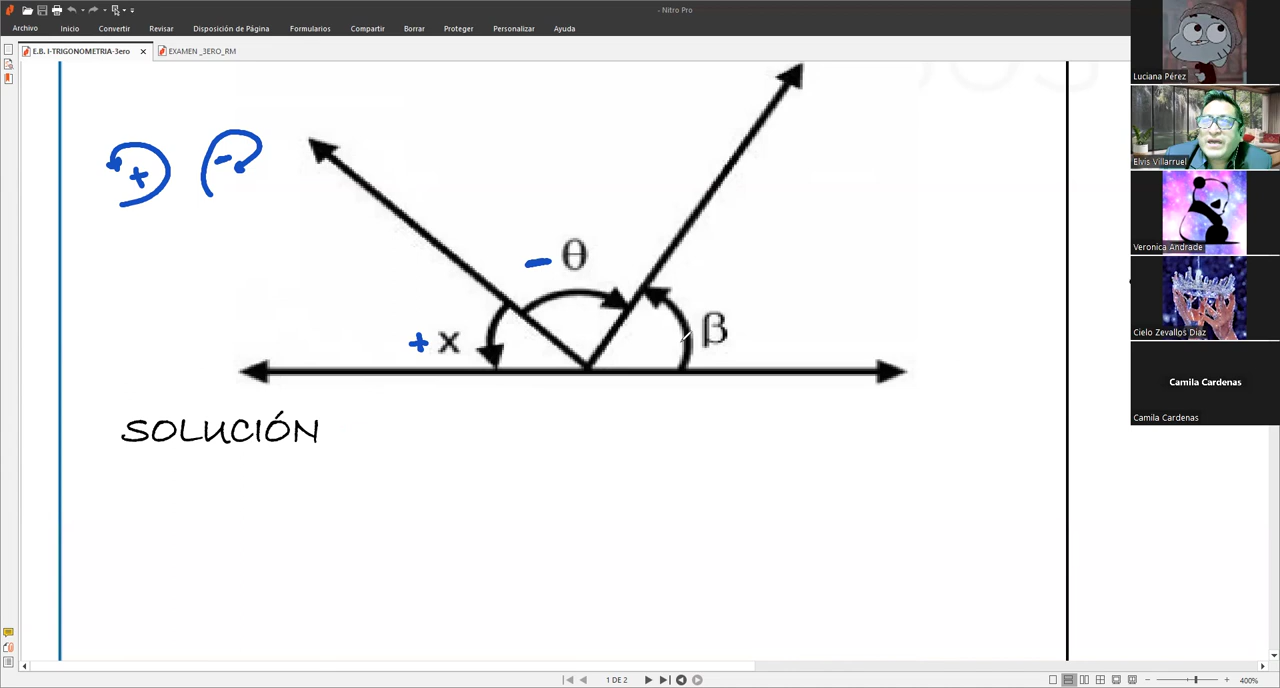 - Nitro Pro
Archivo Inicio Convertir Revisar Disposición de Página Formularios Compartir Borrar Proteger Personalizar Ayuda
E.B. I-TRIGONOMETRIA-3ero × EXAMEN _3ERO_RM
Luciana Pérez
Elvis Villarruel
Veronica Andrade
Cielo Zevallos Diaz
Camila Cardenas
Camila Cardenas
+ -
- θ
+ x
β
SOLUCIÓN
1 DE 2
400%